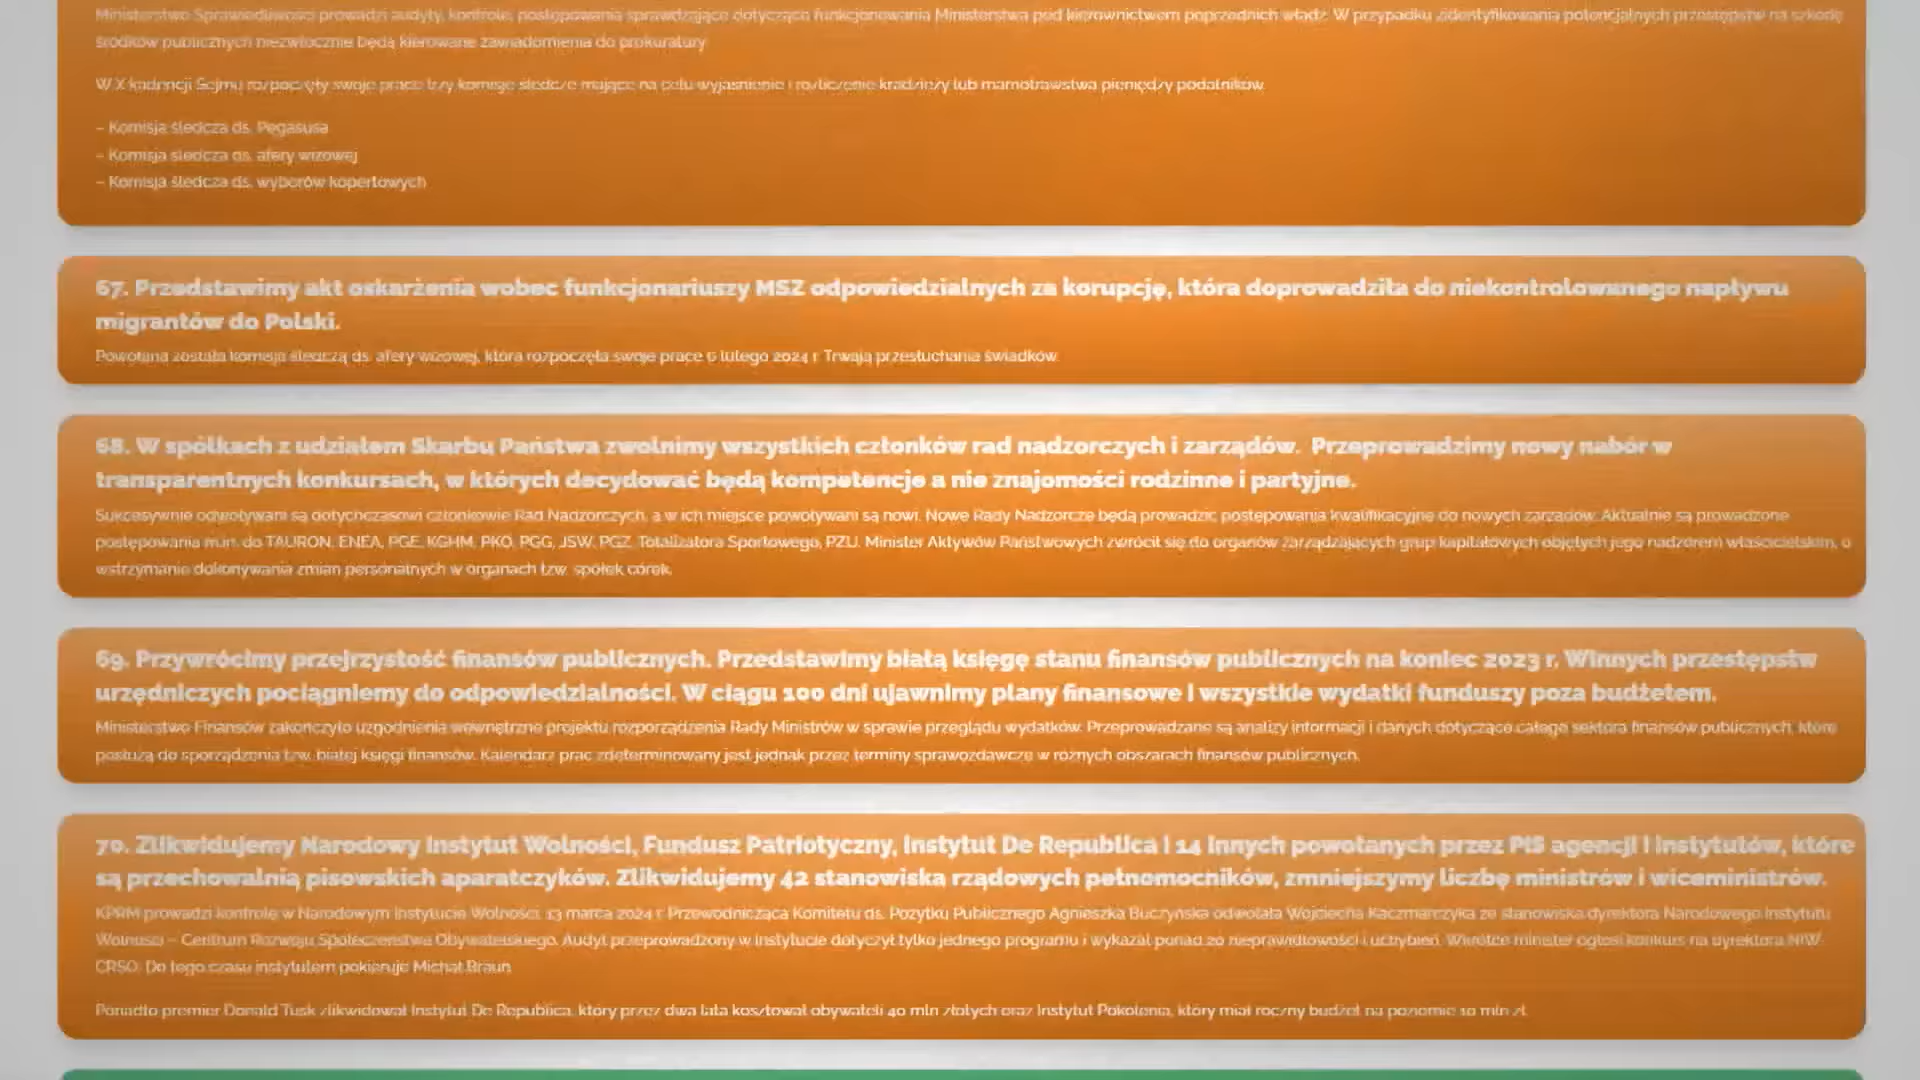 Ministerstwo Sprawiedliwości prowadzi audyty, kontrole, postępowania sprawdzające dotyczące funkcjonowania Ministerstwa pod kierownictwem poprzednich władz. W przypadku zidentyfikowania potencjalnych przestępstw na szkodę
środków publicznych niezwłocznie będą kierowane zawiadomienia do prokuratury.
W X kadencji Sejmu rozpoczęły swoje prace trzy komisje śledcze mające na celu wyjaśnienie i rozliczenie kradzieży lub marnotrawstwa pieniędzy podatników.
– Komisja śledcza ds. Pegasusa
– Komisja śledcza ds. afery wizowej
– Komisja śledcza ds. wyborów kopertowych
67. Przedstawimy akt oskarżenia wobec funkcjonariuszy MSZ odpowiedzialnych za korupcję, która doprowadziła do niekontrolowanego napływu
migrantów do Polski.
Powołana została komisja śledczą ds. afery wizowej, która rozpoczęła swoje prace 6 lutego 2024 r. Trwają przesłuchania świadków.
68. W spółkach z udziałem Skarbu Państwa zwolnimy wszystkich członków rad nadzorczych i zarządów. Przeprowadzimy nowy nabór w
transparentnych konkursach, w których decydować będą kompetencje a nie znajomości rodzinne i partyjne.
Sukcesywnie odwoływani są dotychczasowi członkowie Rad Nadzorczych, a w ich miejsce powoływani są nowi. Nowe Rady Nadzorcze będą prowadzić postępowania kwalifikacyjne do nowych zarządów. Aktualnie są prowadzone
postępowania m.in. do TAURON, ENEA, PGE, KGHM, PKO, PGG, JSW, PGZ, Totalizatora Sportowego, PZU. Minister Aktywów Państwowych zwrócił się do organów zarządzających grup kapitałowych objętych jego nadzorem właścicielskim, o
wstrzymanie dokonywania zmian personalnych w organach tzw. spółek córek.
69. Przywrócimy przejrzystość finansów publicznych. Przedstawimy białą księgę stanu finansów publicznych na koniec 2023 r. Winnych przestępstw
urzędniczych pociągniemy do odpowiedzialności. W ciągu 100 dni ujawnimy plany finansowe i wszystkie wydatki funduszy poza budżetem.
Ministerstwo Finansów zakończyło uzgodnienia wewnętrzne projektu rozporządzenia Rady Ministrów w sprawie przeglądu wydatków. Przeprowadzane są analizy informacji i danych dotyczące całego sektora finansów publicznych, które
posłużą do sporządzenia tzw. białej księgi finansów. Kalendarz prac zdeterminowany jest jednak przez terminy sprawozdawcze w różnych obszarach finansów publicznych.
70. Zlikwidujemy Narodowy Instytut Wolności, Fundusz Patriotyczny, Instytut De Republica i 14 innych powołanych przez PiS agencji i instytutów, które
są przechowalnią pisowskich aparatczyków. Zlikwidujemy 42 stanowiska rządowych pełnomocników, zmniejszymy liczbę ministrów i wiceministrów.
KPRM prowadzi kontrolę w Narodowym Instytucie Wolności. 13 marca 2024 r. Przewodnicząca Komitetu ds. Pożytku Publicznego Agnieszka Buczyńska odwołała Wojciecha Kaczmarczyka ze stanowiska dyrektora Narodowego Instytutu
Wolności – Centrum Rozwoju Społeczeństwa Obywatelskiego. Audyt przeprowadzony w Instytucie dotyczył tylko jednego programu i wykazał ponad 20 nieprawidłowości i uchybień. Wkrótce minister ogłosi konkurs na dyrektora NIW-
CRSO. Do tego czasu instytutem pokieruje Michał Braun.
Ponadto premier Donald Tusk zlikwidował Instytut De Republica, który przez dwa lata kosztował obywateli 40 mln złotych oraz Instytut Pokolenia, który miał roczny budżet na poziomie 10 mln zł.